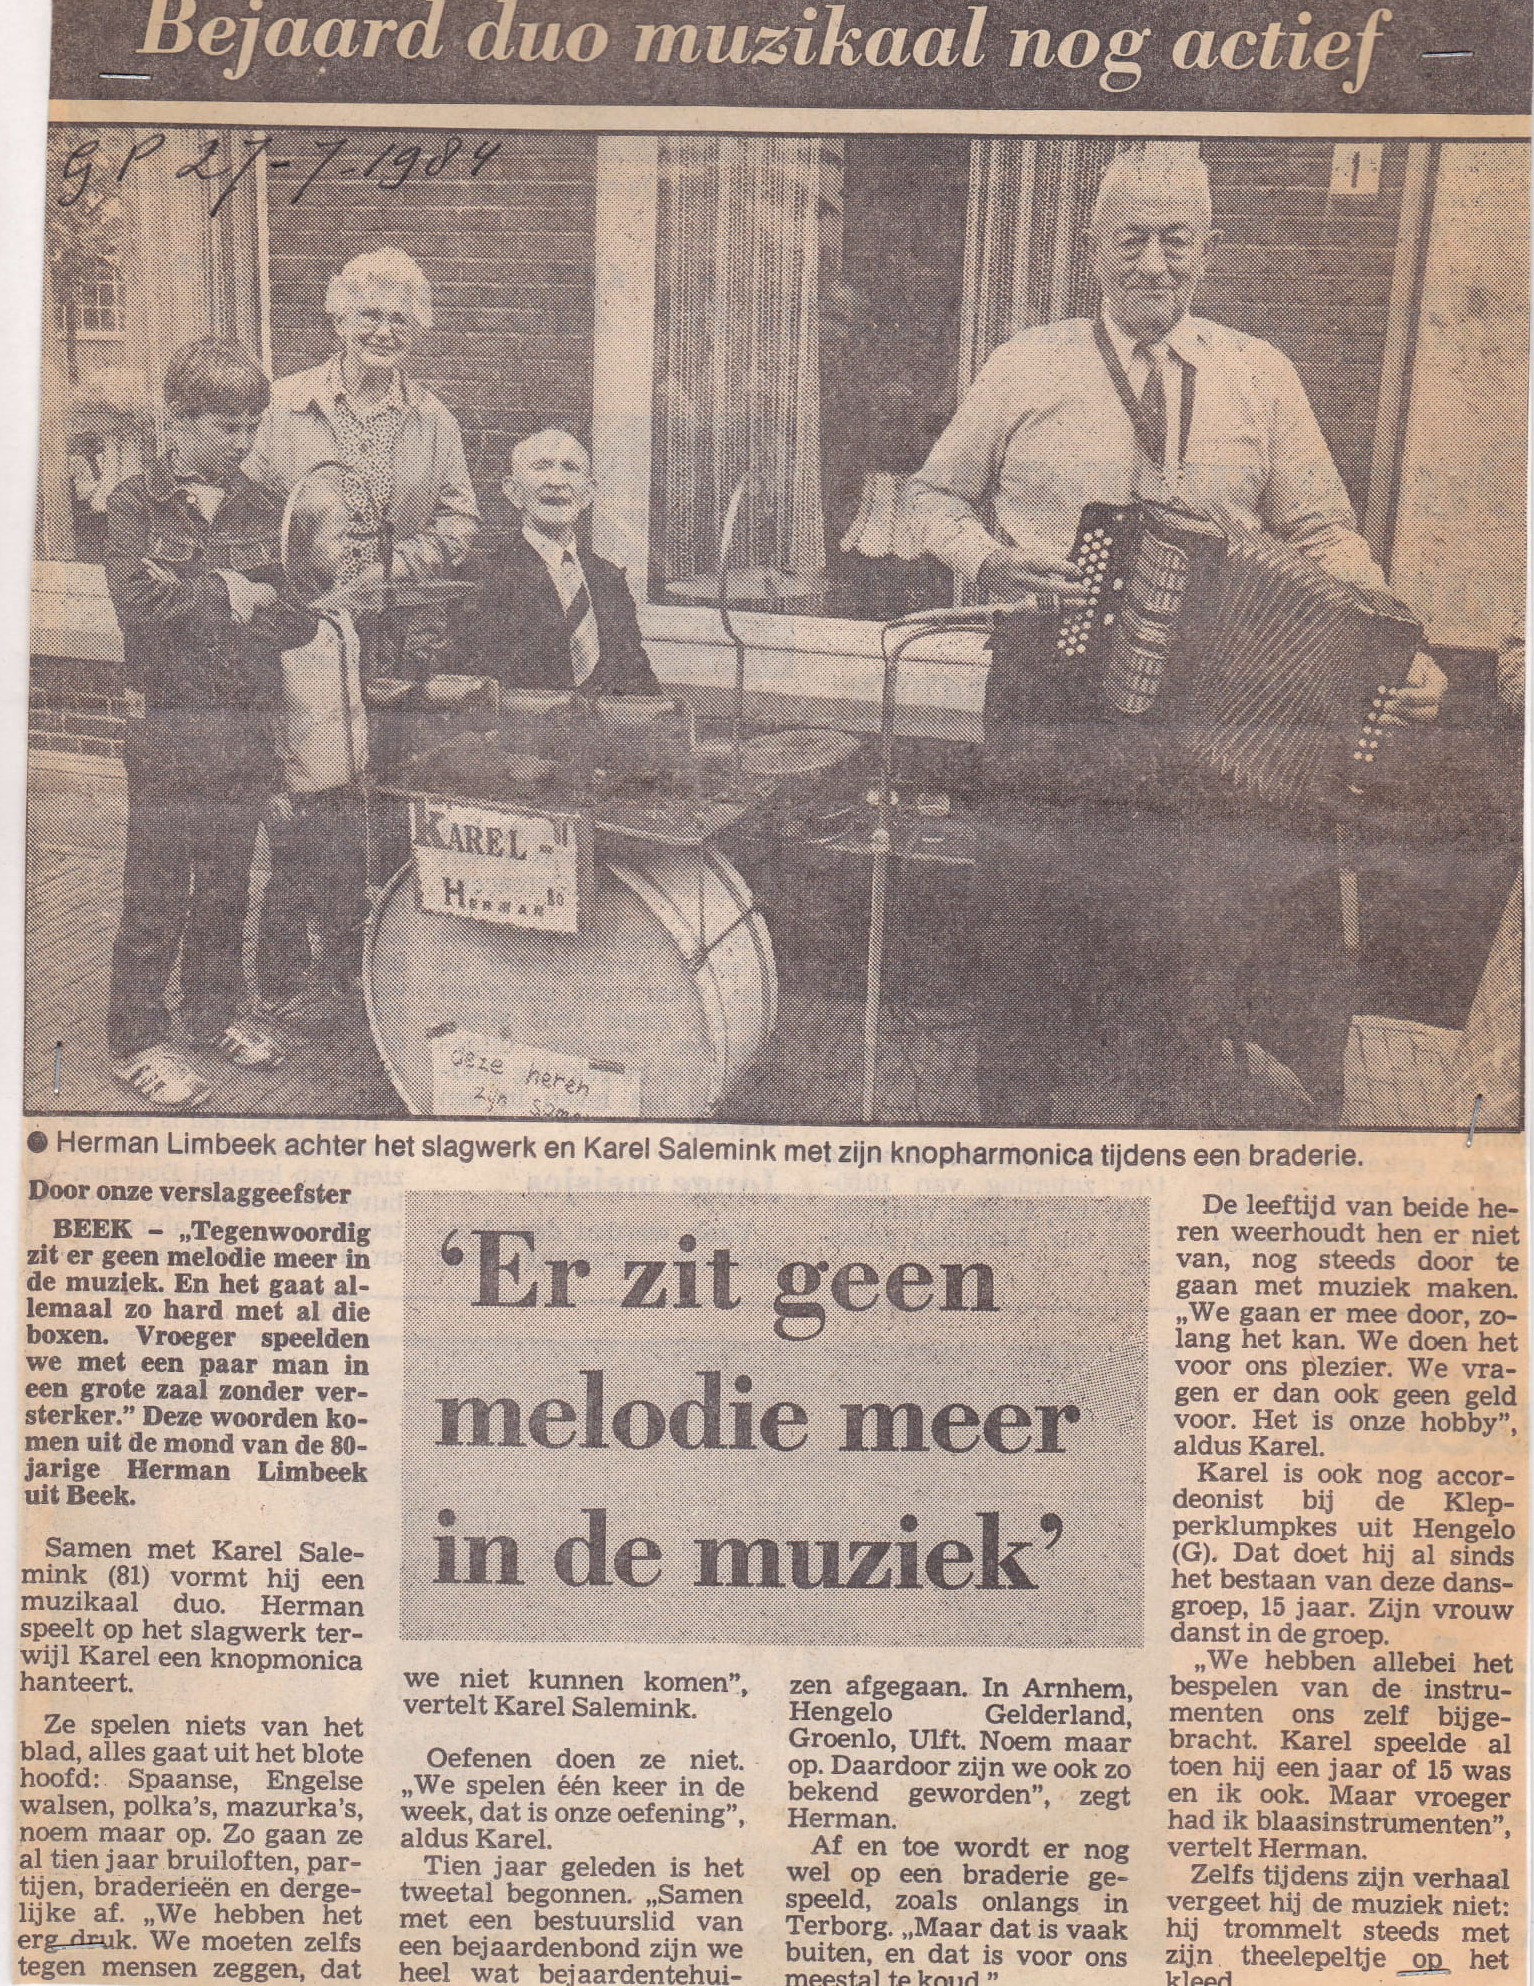 Bejaard duo muzikaal nog actief
GP 27-7-1984
KAREL - 81
HERMAN 80
deze heren
zijn same
● Herman Limbeek achter het slagwerk en Karel Salemink met zijn knopharmonica tijdens een braderie.
Door onze verslaggeefster
BEEK – „Tegenwoordig
zit er geen melodie meer in
de muziek. En het gaat al-
lemaal zo hard met al die
boxen. Vroeger speelden
we met een paar man in
een grote zaal zonder ver-
sterker.” Deze woorden ko-
men uit de mond van de 80-
jarige Herman Limbeek
uit Beek.
Samen met Karel Sale-
mink (81) vormt hij een
muzikaal duo. Herman
speelt op het slagwerk ter-
wijl Karel een knopmonica
hanteert.
Ze spelen niets van het
blad, alles gaat uit het blote
hoofd: Spaanse, Engelse
walsen, polka's, mazurka's,
noem maar op. Zo gaan ze
al tien jaar bruiloften, par-
tijen, braderieën en derge-
lijke af. „We hebben het
erg druk. We moeten zelfs
tegen mensen zeggen, dat
‘Er zit geen
melodie meer
in de muziek’
we niet kunnen komen”,
vertelt Karel Salemink.
Oefenen doen ze niet.
„We spelen één keer in de
week, dat is onze oefening”,
aldus Karel.
Tien jaar geleden is het
tweetal begonnen. „Samen
met een bestuurslid van
een bejaardenbond zijn we
heel wat bejaardentehui-
zen afgegaan. In Arnhem,
Hengelo Gelderland,
Groenlo, Ulft. Noem maar
op. Daardoor zijn we ook zo
bekend geworden”, zegt
Herman.
Af en toe wordt er nog
wel op een braderie ge-
speeld, zoals onlangs in
Terborg. „Maar dat is vaak
buiten, en dat is voor ons
meestal te koud.”
De leeftijd van beide he-
ren weerhoudt hen er niet
van, nog steeds door te
gaan met muziek maken.
„We gaan er mee door, zo-
lang het kan. We doen het
voor ons plezier. We vra-
gen er dan ook geen geld
voor. Het is onze hobby”,
aldus Karel.
Karel is ook nog accor-
deonist bij de Klep-
perklumpkes uit Hengelo
(G). Dat doet hij al sinds
het bestaan van deze dans-
groep, 15 jaar. Zijn vrouw
danst in de groep.
„We hebben allebei het
bespelen van de instru-
menten ons zelf bijge-
bracht. Karel speelde al
toen hij een jaar of 15 was
en ik ook. Maar vroeger
had ik blaasinstrumenten”,
vertelt Herman.
Zelfs tijdens zijn verhaal
vergeet hij de muziek niet:
hij trommelt steeds met
zijn theelepeltje op het
kleed